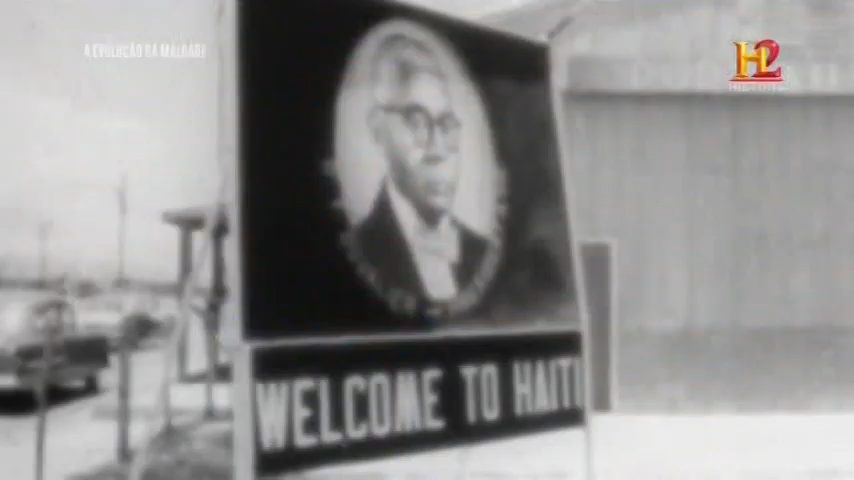 A EVOLUÇÃO DA MALDADE
H2
WELCOME TO HAITI